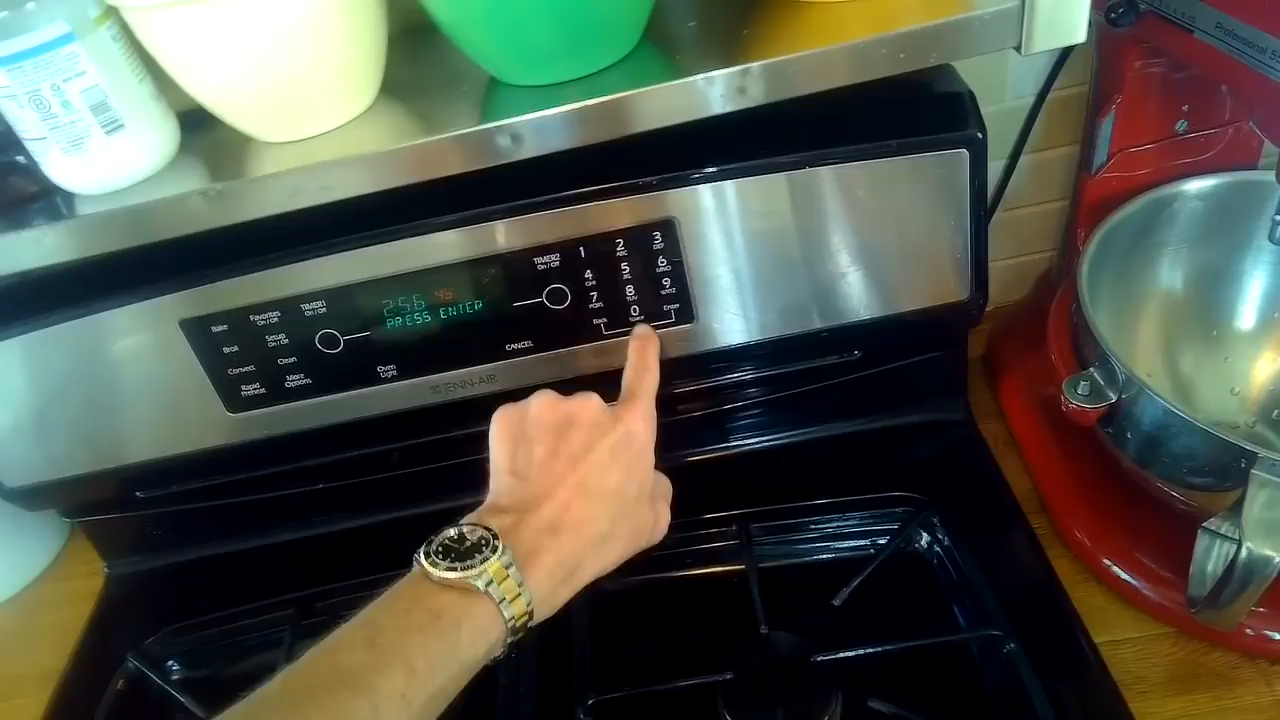 Professional 5
Bake
Favorites
On / Off
TIMER1
On / Off
Broil
Setup
On / Off
Convect
Clean
Rapid
Preheat
More
Options
Oven
Light
2:56 45
PRESS ENTER
CANCEL
TIMER2
On / Off
1
2
ABC
3
DEF
4
GHI
5
JKL
6
MNO
7
PQRS
8
TUV
9
WXYZ
Back
0
Space
Enter
JENN-AIR